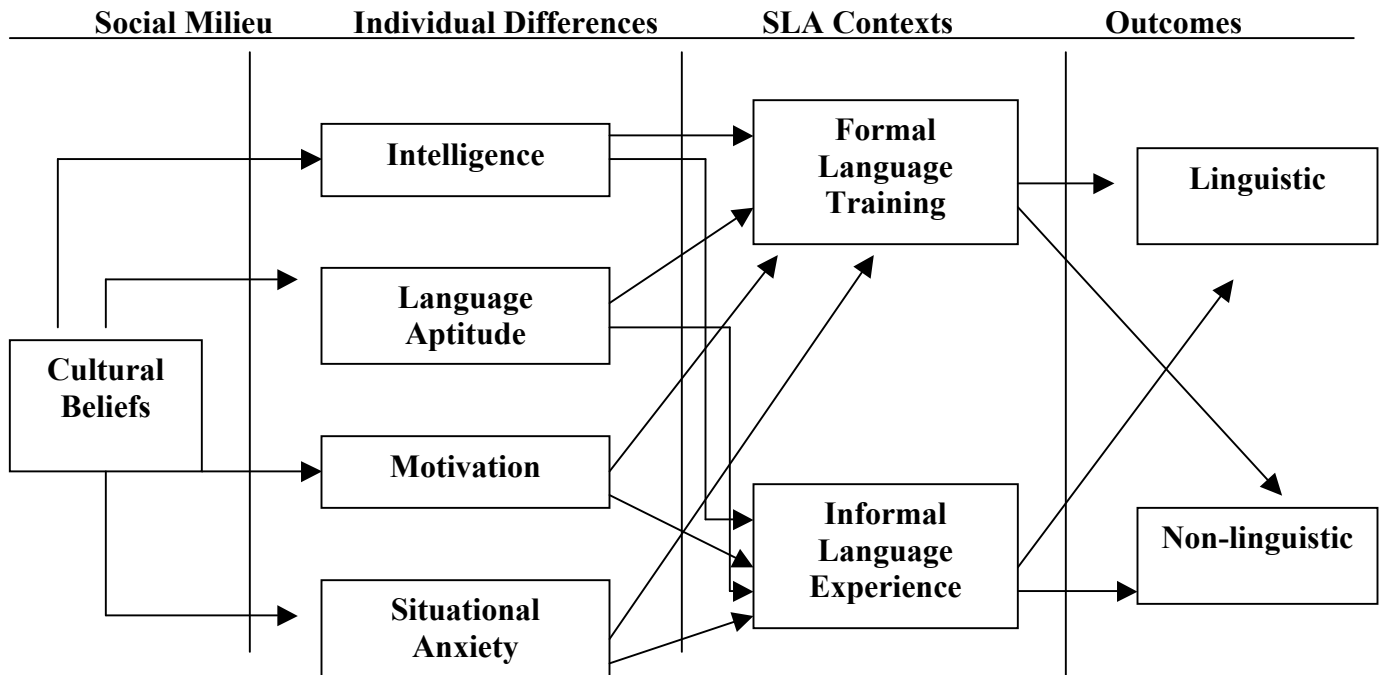 Social Milieu Individual Differences SLA Contexts Outcomes
Intelligence
Formal
Language
Training
Linguistic
Language
Aptitude
Cultural
Beliefs
Motivation
Informal
Language
Experience
Non-linguistic
Situational
Anxiety